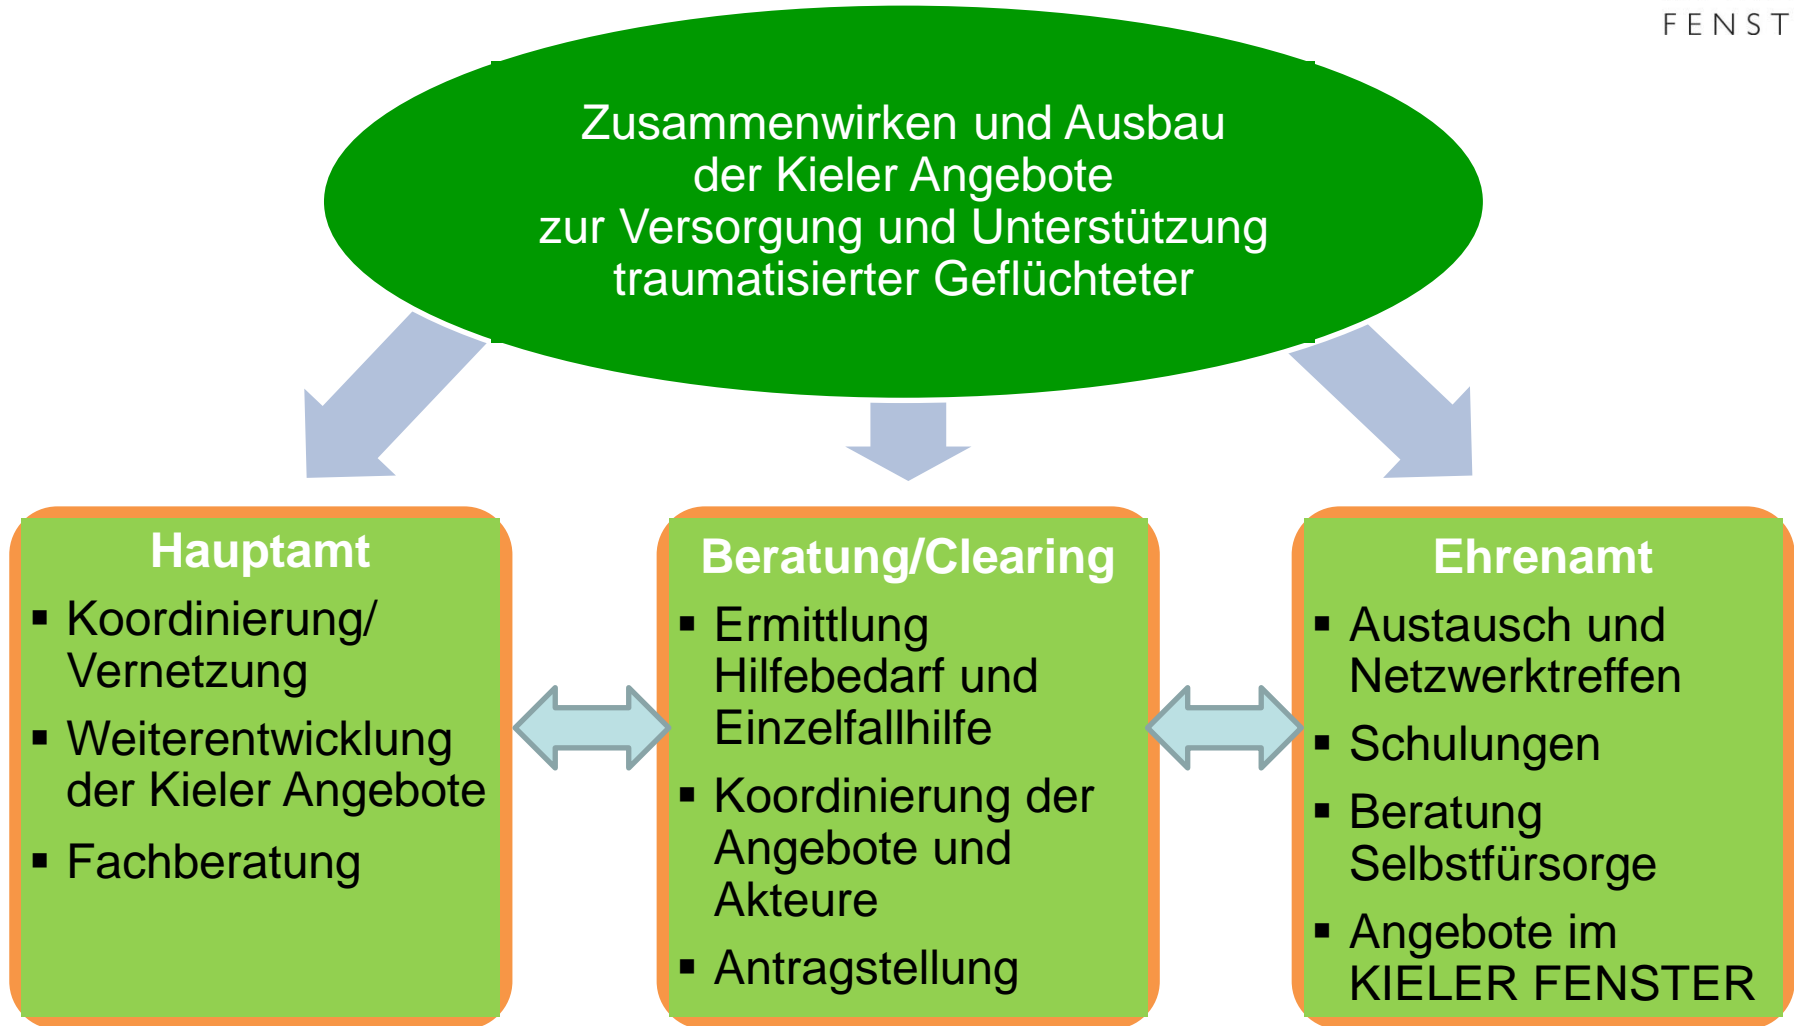 FENST
Zusammenwirken und Ausbau
der Kieler Angebote
zur Versorgung und Unterstützung
traumatisierter Geflüchteter
Hauptamt
▪ Koordinierung/
Vernetzung
▪ Weiterentwicklung
der Kieler Angebote
▪ Fachberatung
Beratung/Clearing
▪ Ermittlung
Hilfebedarf und
Einzelfallhilfe
▪ Koordinierung der
Angebote und
Akteure
▪ Antragstellung
Ehrenamt
▪ Austausch und
Netzwerktreffen
▪ Schulungen
▪ Beratung
Selbstfürsorge
▪ Angebote im
KIELER FENSTER